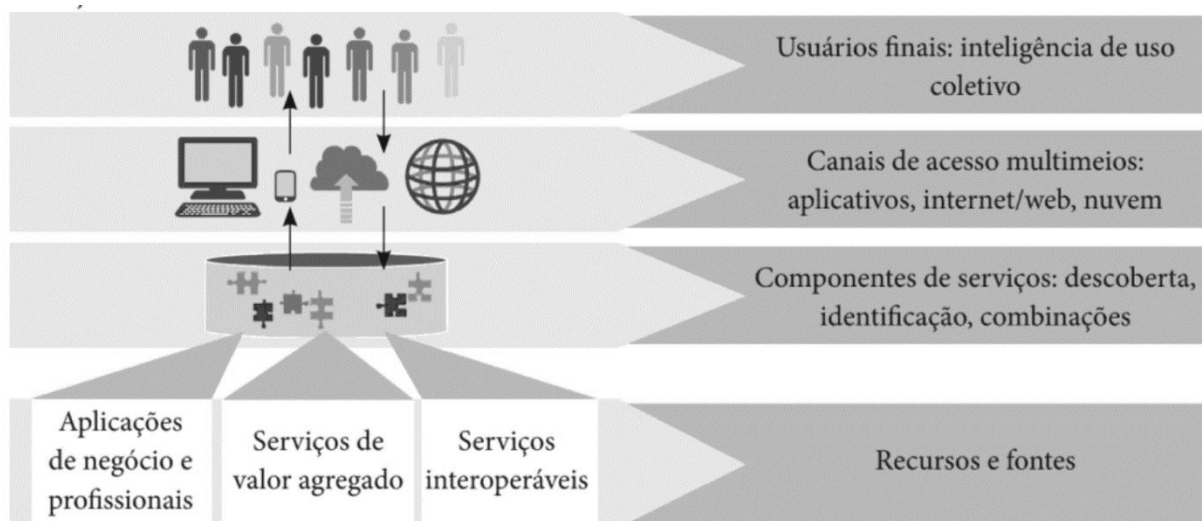 Usuários finais: inteligência de uso
coletivo
Canais de acesso multimeios:
aplicativos, internet/web, nuvem
Componentes de serviços: descoberta,
identificação, combinações
Aplicações
de negócio e
profissionais
Serviços de
valor agregado
Serviços
interoperáveis
Recursos e fontes